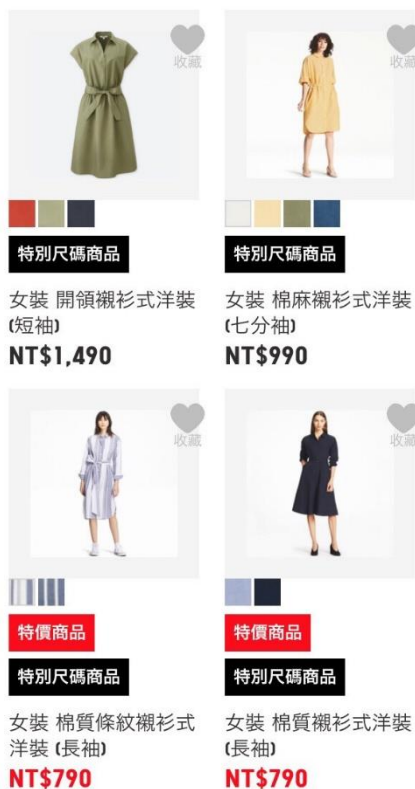 收藏
收藏
特別尺碼商品
特別尺碼商品
女裝 開領襯衫式洋裝
(短袖)
NT$1,490
女裝 棉麻襯衫式洋裝
(七分袖)
NT$990
收藏
收藏
特價商品
特別尺碼商品
特價商品
特別尺碼商品
女裝 棉質條紋襯衫式
洋裝 (長袖)
NT$790
女裝 棉質襯衫式洋裝
(長袖)
NT$790